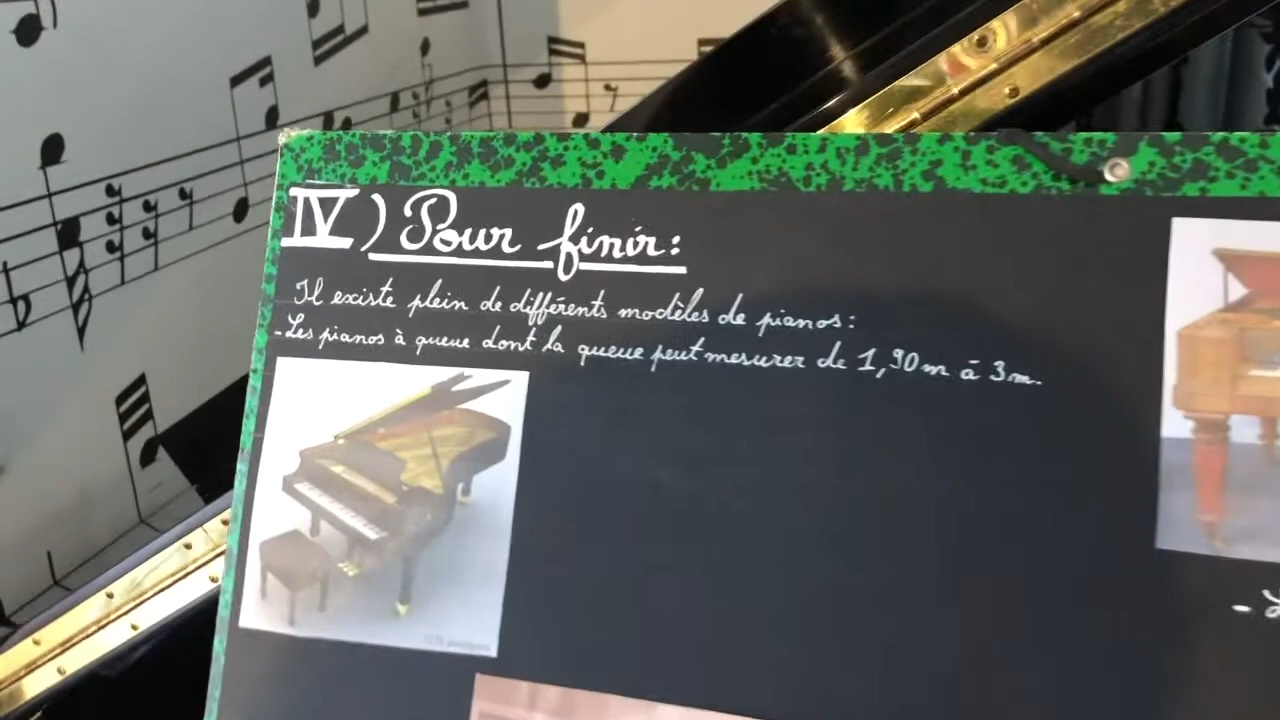 IV) Pour finir:
Il existe plein de différents modèles de pianos:
-Les pianos à queue dont la queue peut mesurer de 1,90m à 3m.